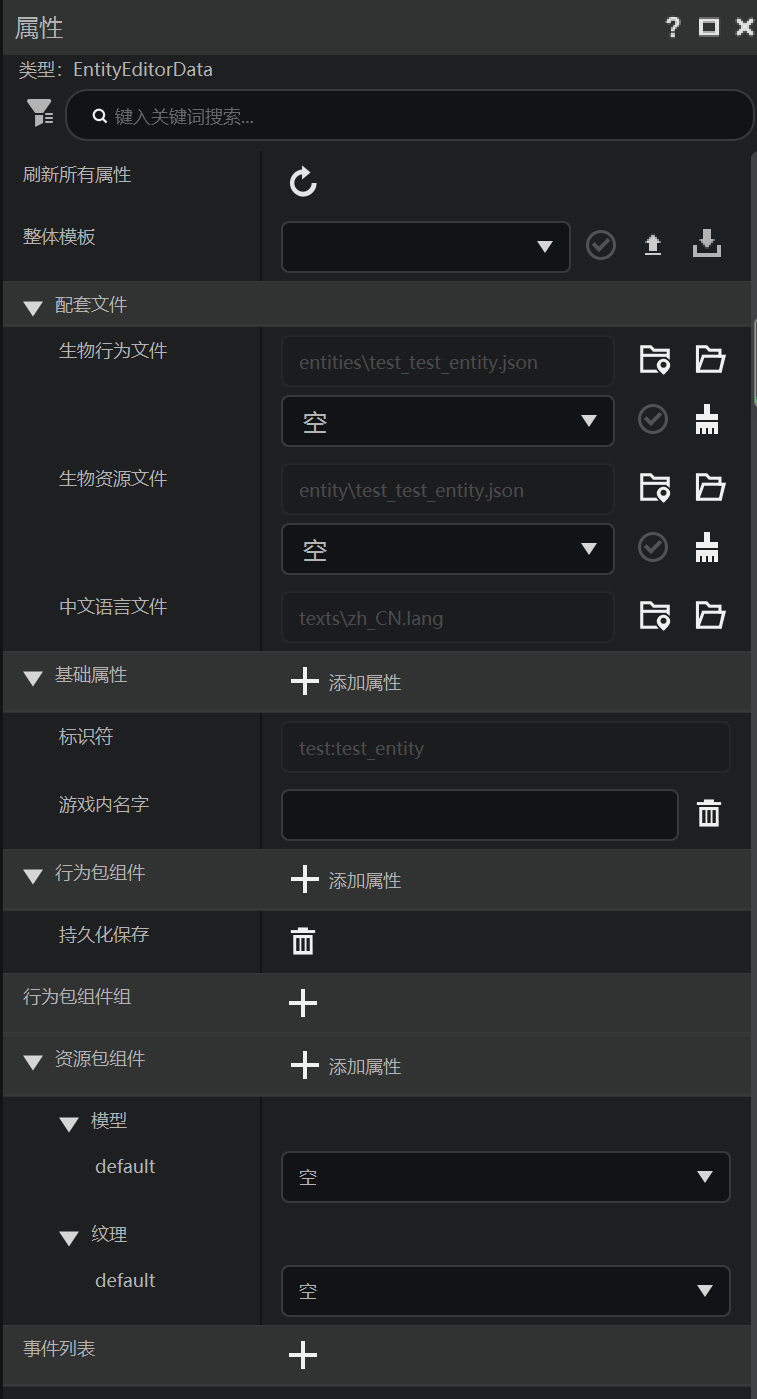 属性
类型：EntityEditorData
键入关键词搜索...
刷新所有属性
整体模板
配套文件
生物行为文件
entities\test_test_entity.json
空
生物资源文件
entity\test_test_entity.json
空
中文语言文件
texts\zh_CN.lang
基础属性
添加属性
标识符
test:test_entity
游戏内名字
行为包组件
添加属性
持久化保存
行为包组件组
资源包组件
添加属性
模型
default
空
纹理
default
空
事件列表